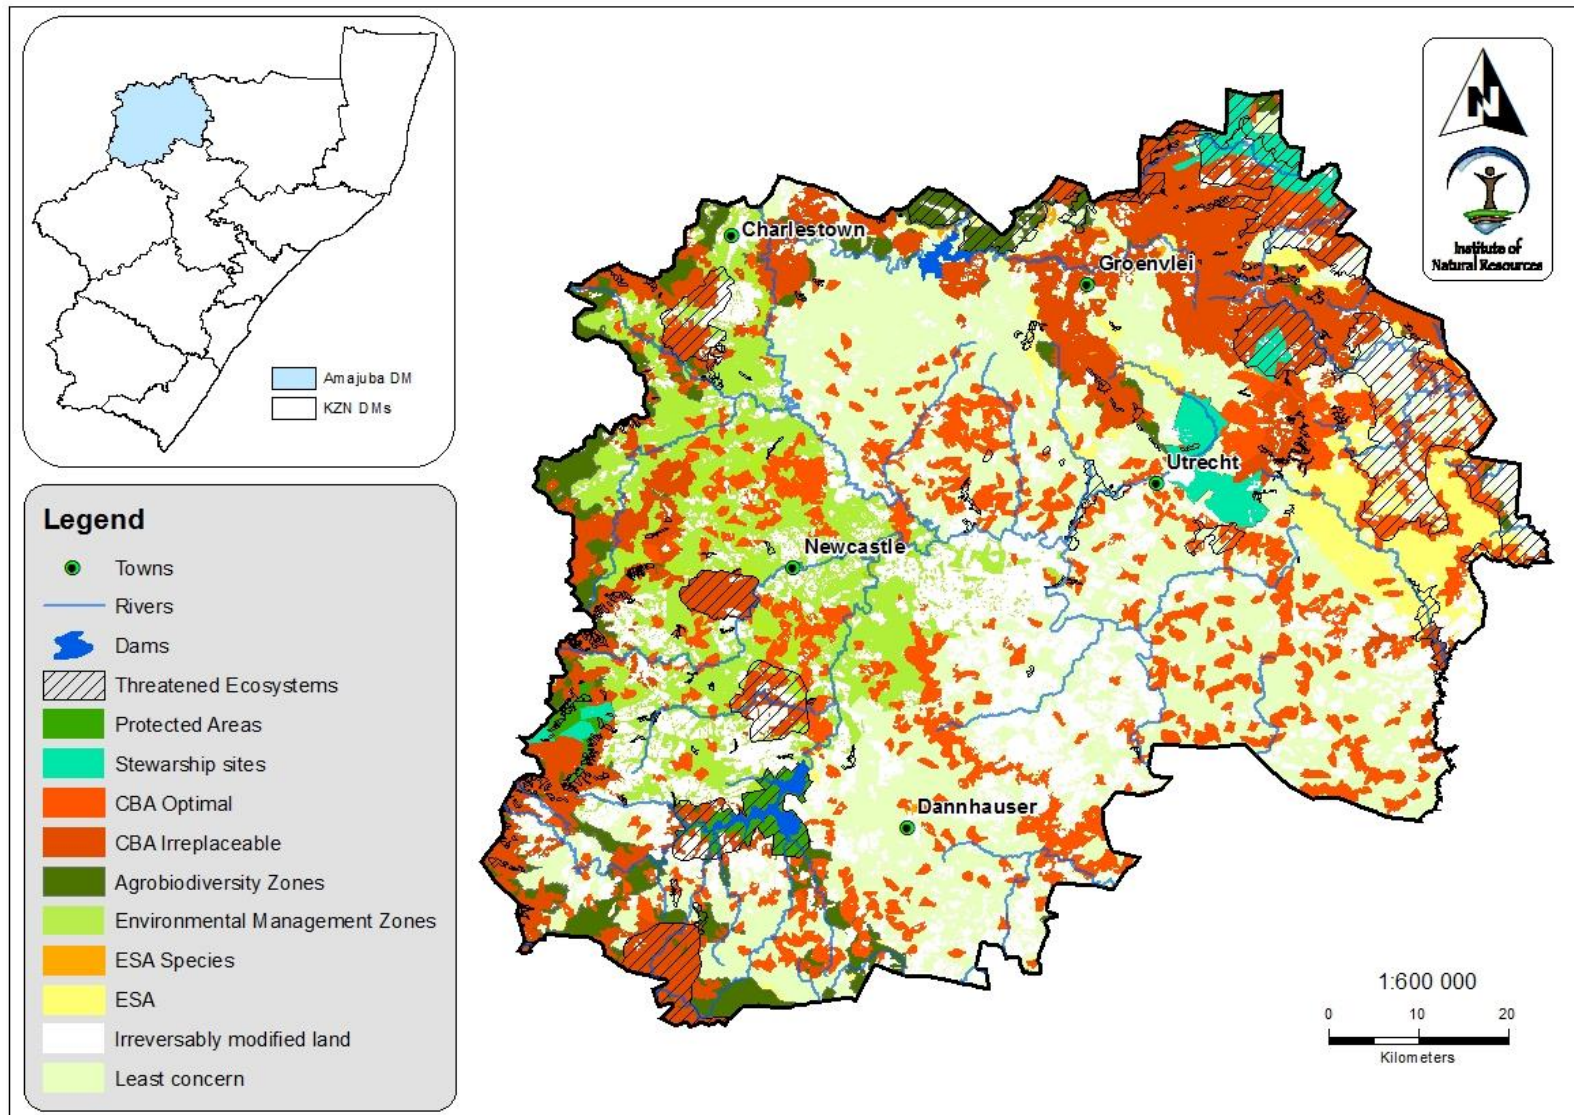 Amajuba DM
KZN DMs
Legend
Towns
Rivers
Dams
Threatened Ecosystems
Protected Areas
Stewarship sites
CBA Optimal
CBA Irreplaceable
Agrobiodiversity Zones
Environmental Management Zones
ESA Species
ESA
Irreversably modified land
Least concern
Charlestown
Groenvlei
Utrecht
Newcastle
Dannhauser
N
Institute of
Natural Resources
1:600 000
0 10 20
Kilometers